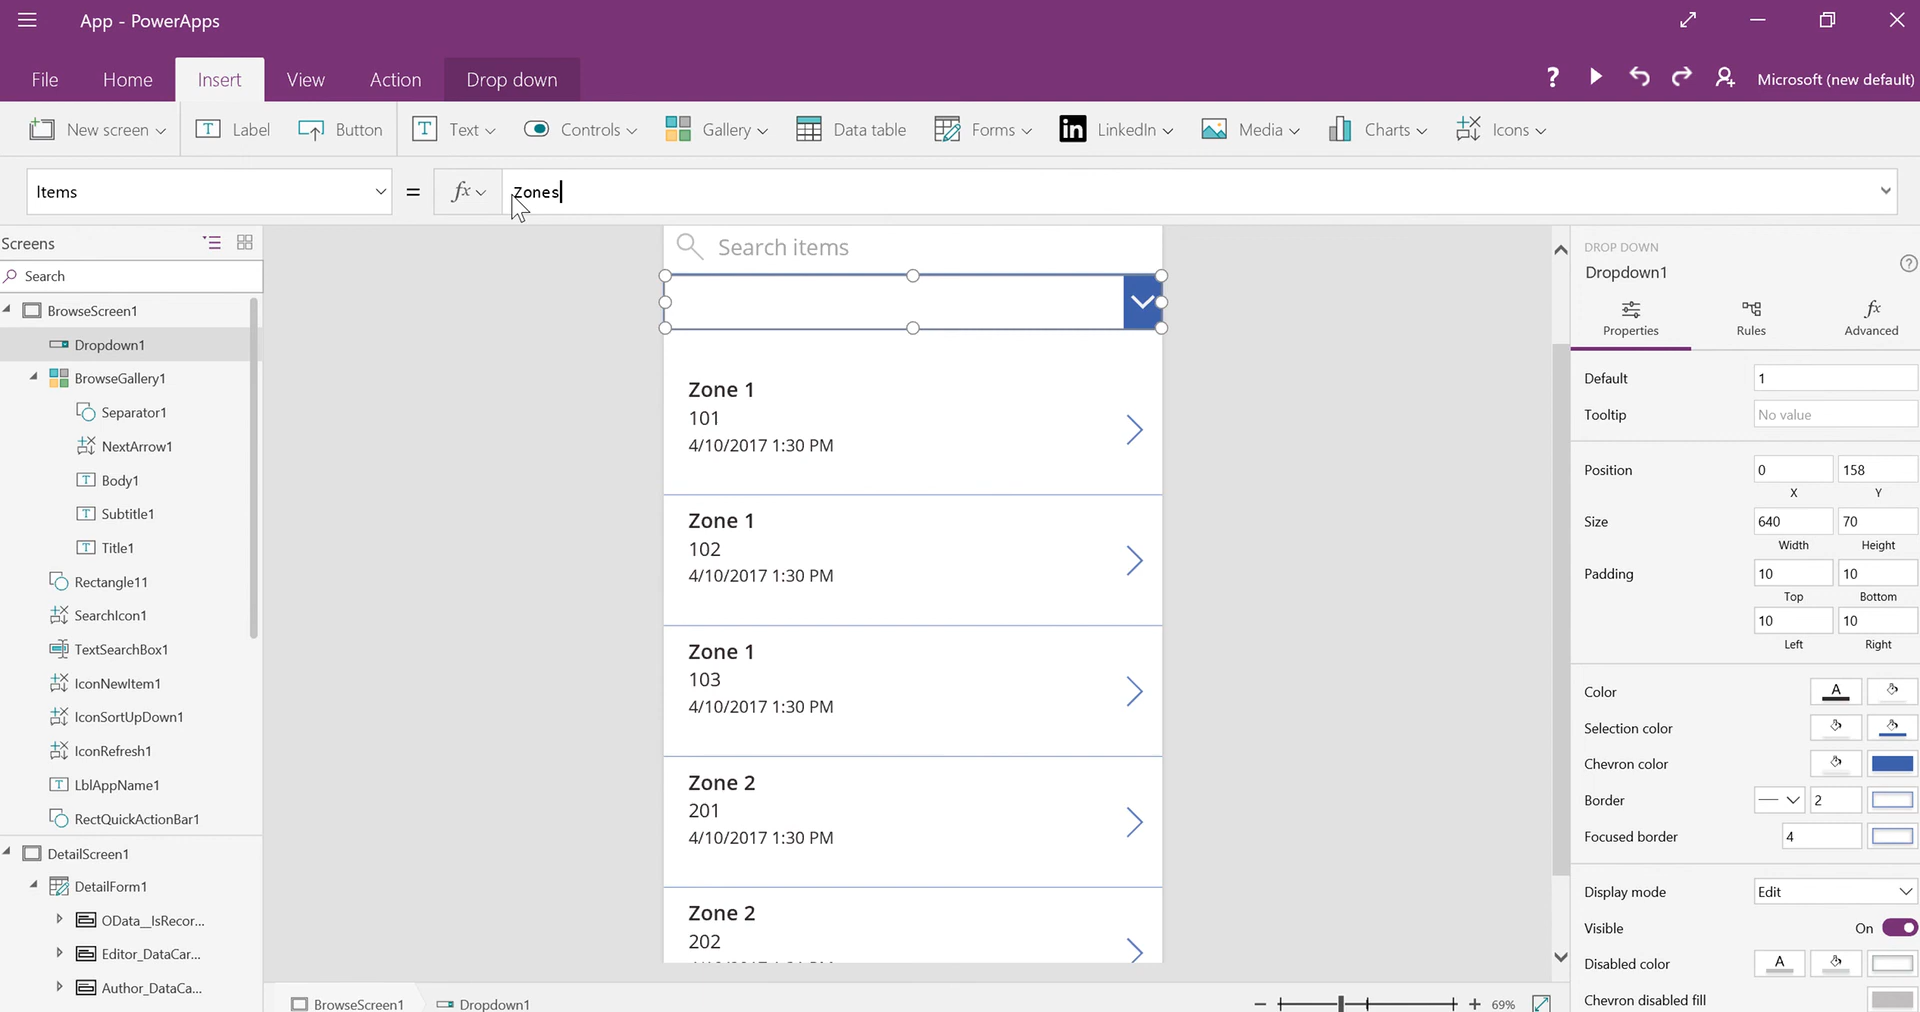 App - PowerApps
File Home Insert View Action Drop down
? Microsoft (new default)
New screen Label Button Text Controls Gallery Data table Forms LinkedIn Media Charts Icons
Items = fx Zones
Screens
Search
BrowseScreen1
Dropdown1
BrowseGallery1
Separator1
NextArrow1
Body1
Subtitle1
Title1
Rectangle11
SearchIcon1
TextSearchBox1
IconNewItem1
IconSortUpDown1
IconRefresh1
LblAppName1
RectQuickActionBar1
DetailScreen1
DetailForm1
OData__IsRecor...
Editor_DataCar...
Author_DataCa...
Search items
Zone 1
101
4/10/2017 1:30 PM
Zone 1
102
4/10/2017 1:30 PM
Zone 1
103
4/10/2017 1:30 PM
Zone 2
201
4/10/2017 1:30 PM
Zone 2
202
BrowseScreen1 Dropdown1
69%
DROP DOWN
Dropdown1
?
Properties Rules Advanced
Default 1
Tooltip No value
Position 0 158
X Y
Size 640 70
Width Height
Padding 10 10
Top Bottom
10 10
Left Right
Color
Selection color
Chevron color
Border 2
Focused border 4
Display mode Edit
Visible On
Disabled color
Chevron disabled fill